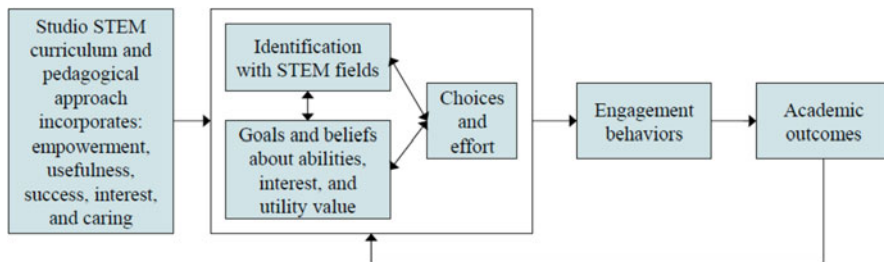 Studio STEM
curriculum and
pedagogical
approach
incorporates:
empowerment,
usefulness,
success, interest,
and caring
Identification
with STEM fields
Goals and beliefs
about abilities,
interest, and
utility value
Choices
and
effort
Engagement
behaviors
Academic
outcomes